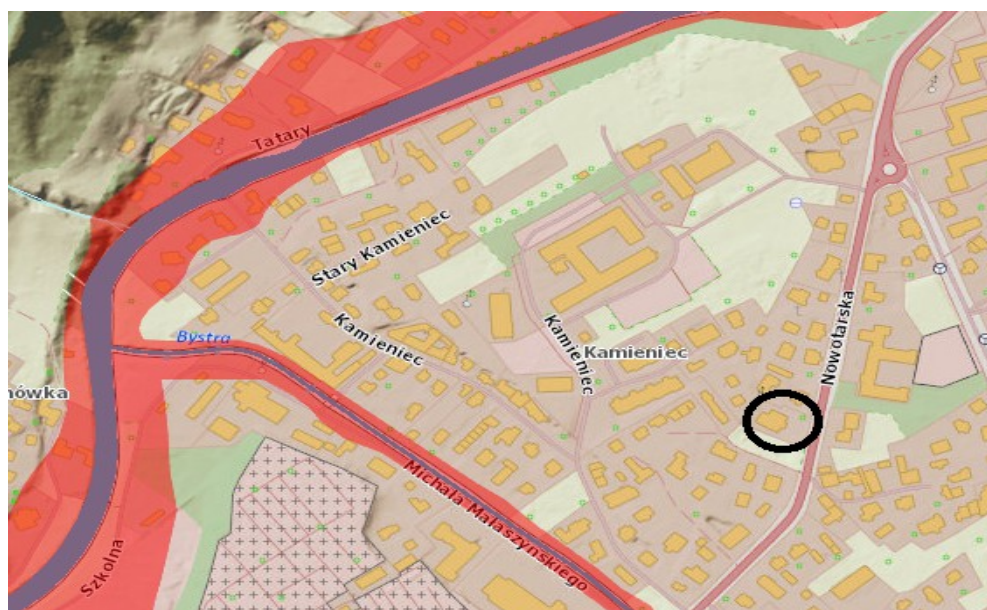 Tatary
Stary Kamieniec
Bystra
Kamieniec
Kamieniec
Kamieniec
Nowotarska
nówka
Michała Małaszyńskiego
Szkolna